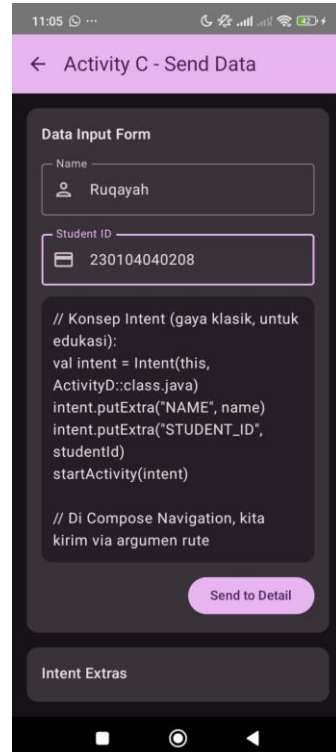 11:05
Activity C - Send Data
Data Input Form
Name
Ruqayah
Student ID
230104040208
// Konsep Intent (gaya klasik, untuk
edukasi):
val intent = Intent(this,
ActivityD::class.java)
intent.putExtra("NAME", name)
intent.putExtra("STUDENT_ID",
studentId)
startActivity(intent)
// Di Compose Navigation, kita
kirim via argumen rute
Send to Detail
Intent Extras